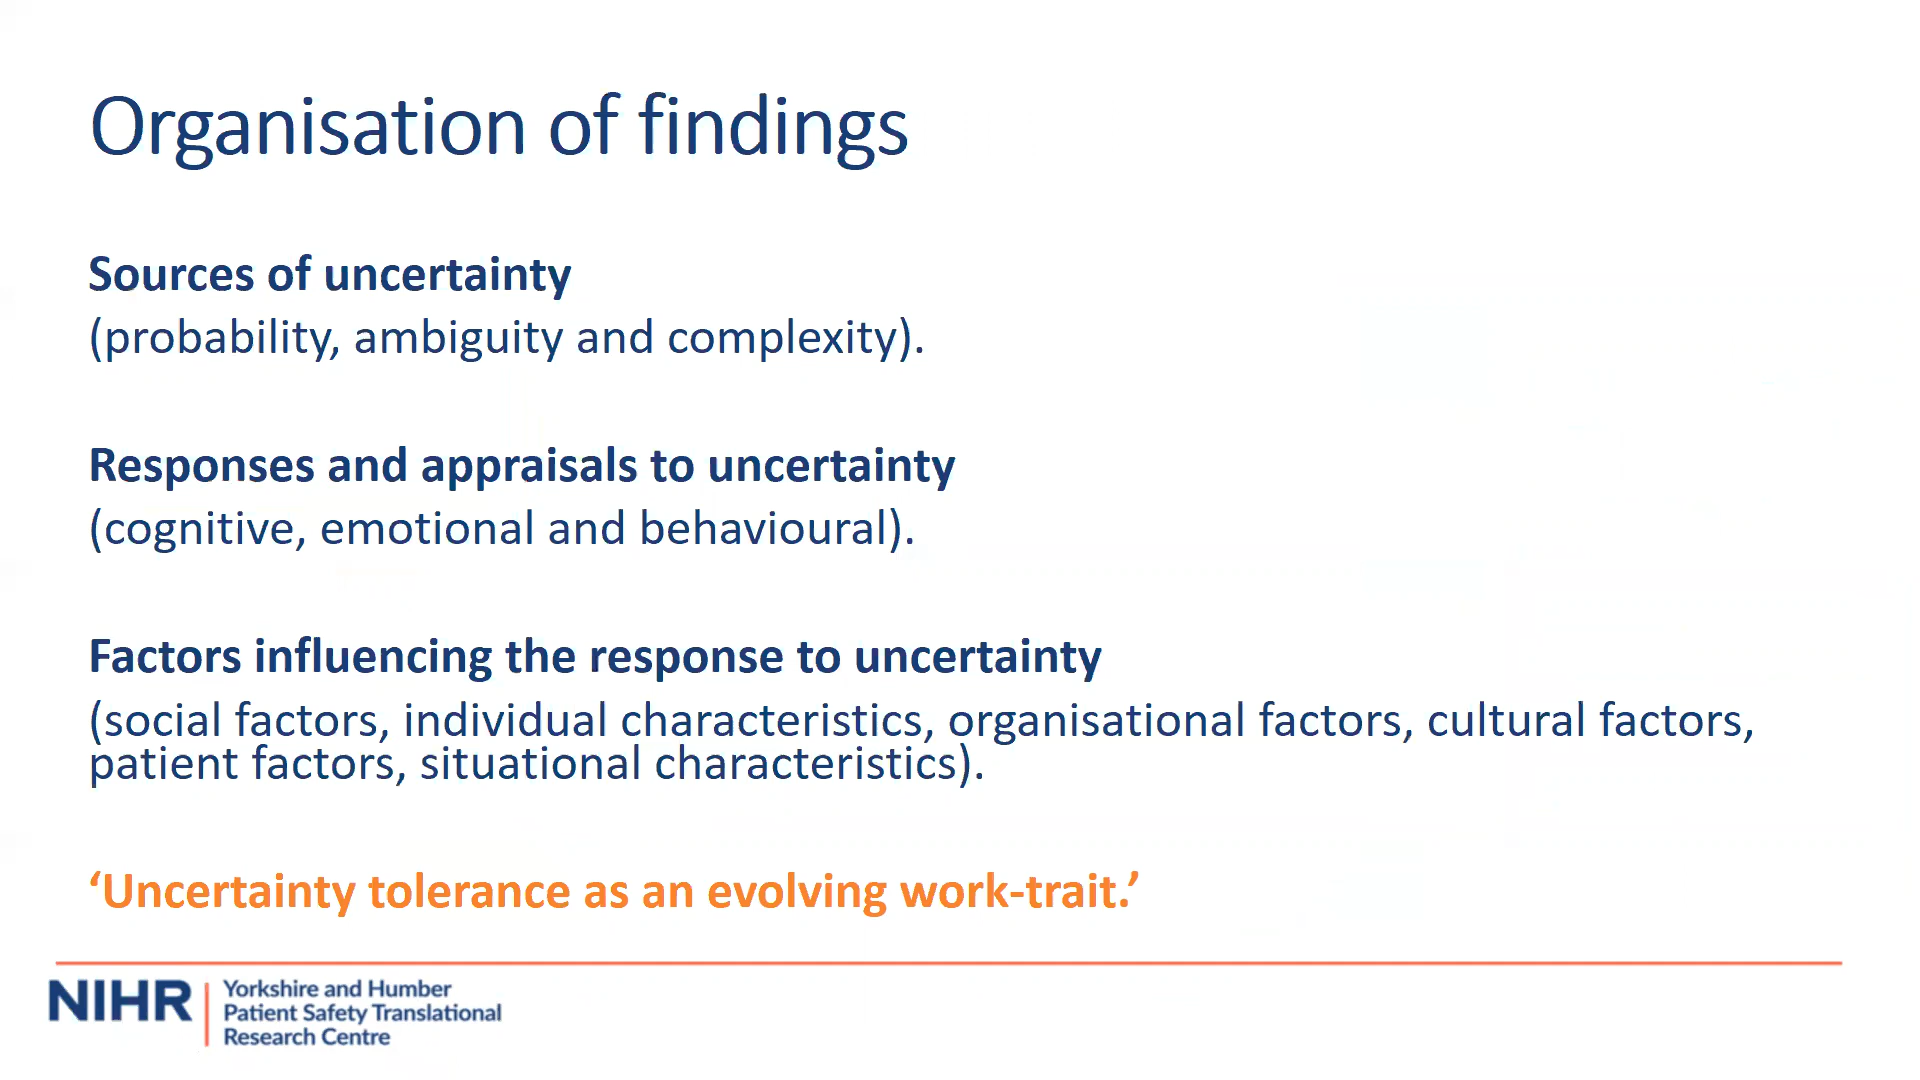 Organisation of findings
Sources of uncertainty
(probability, ambiguity and complexity).
Responses and appraisals to uncertainty
(cognitive, emotional and behavioural).
Factors influencing the response to uncertainty
(social factors, individual characteristics, organisational factors, cultural factors,
patient factors, situational characteristics).
‘Uncertainty tolerance as an evolving work-trait.’
NIHR
Yorkshire and Humber
Patient Safety Translational
Research Centre